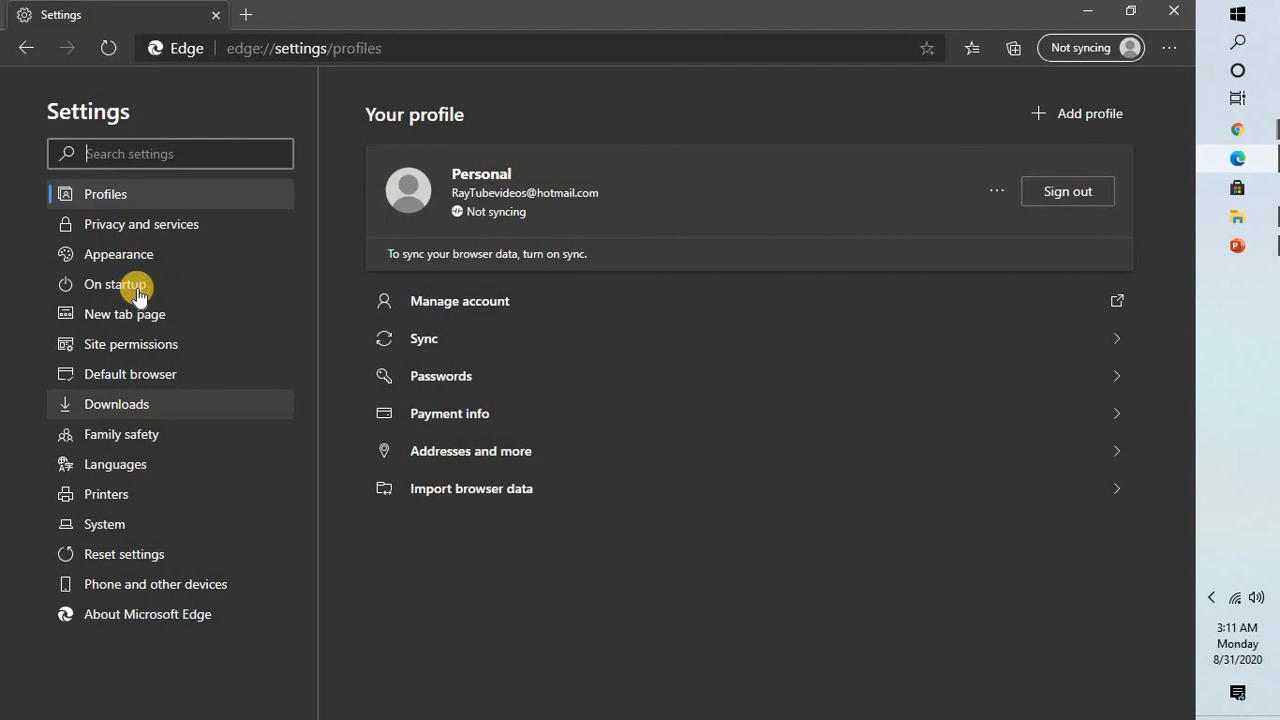 Settings
Edge
edge://settings/profiles
Not syncing
Settings
Search settings
Profiles
Privacy and services
Appearance
On startup
New tab page
Site permissions
Default browser
Downloads
Family safety
Languages
Printers
System
Reset settings
Phone and other devices
About Microsoft Edge
Your profile
Add profile
Personal
RayTubevideos@hotmail.com
Not syncing
Sign out
To sync your browser data, turn on sync.
Manage account
Sync
Passwords
Payment info
Addresses and more
Import browser data
3:11 AM
Monday
8/31/2020